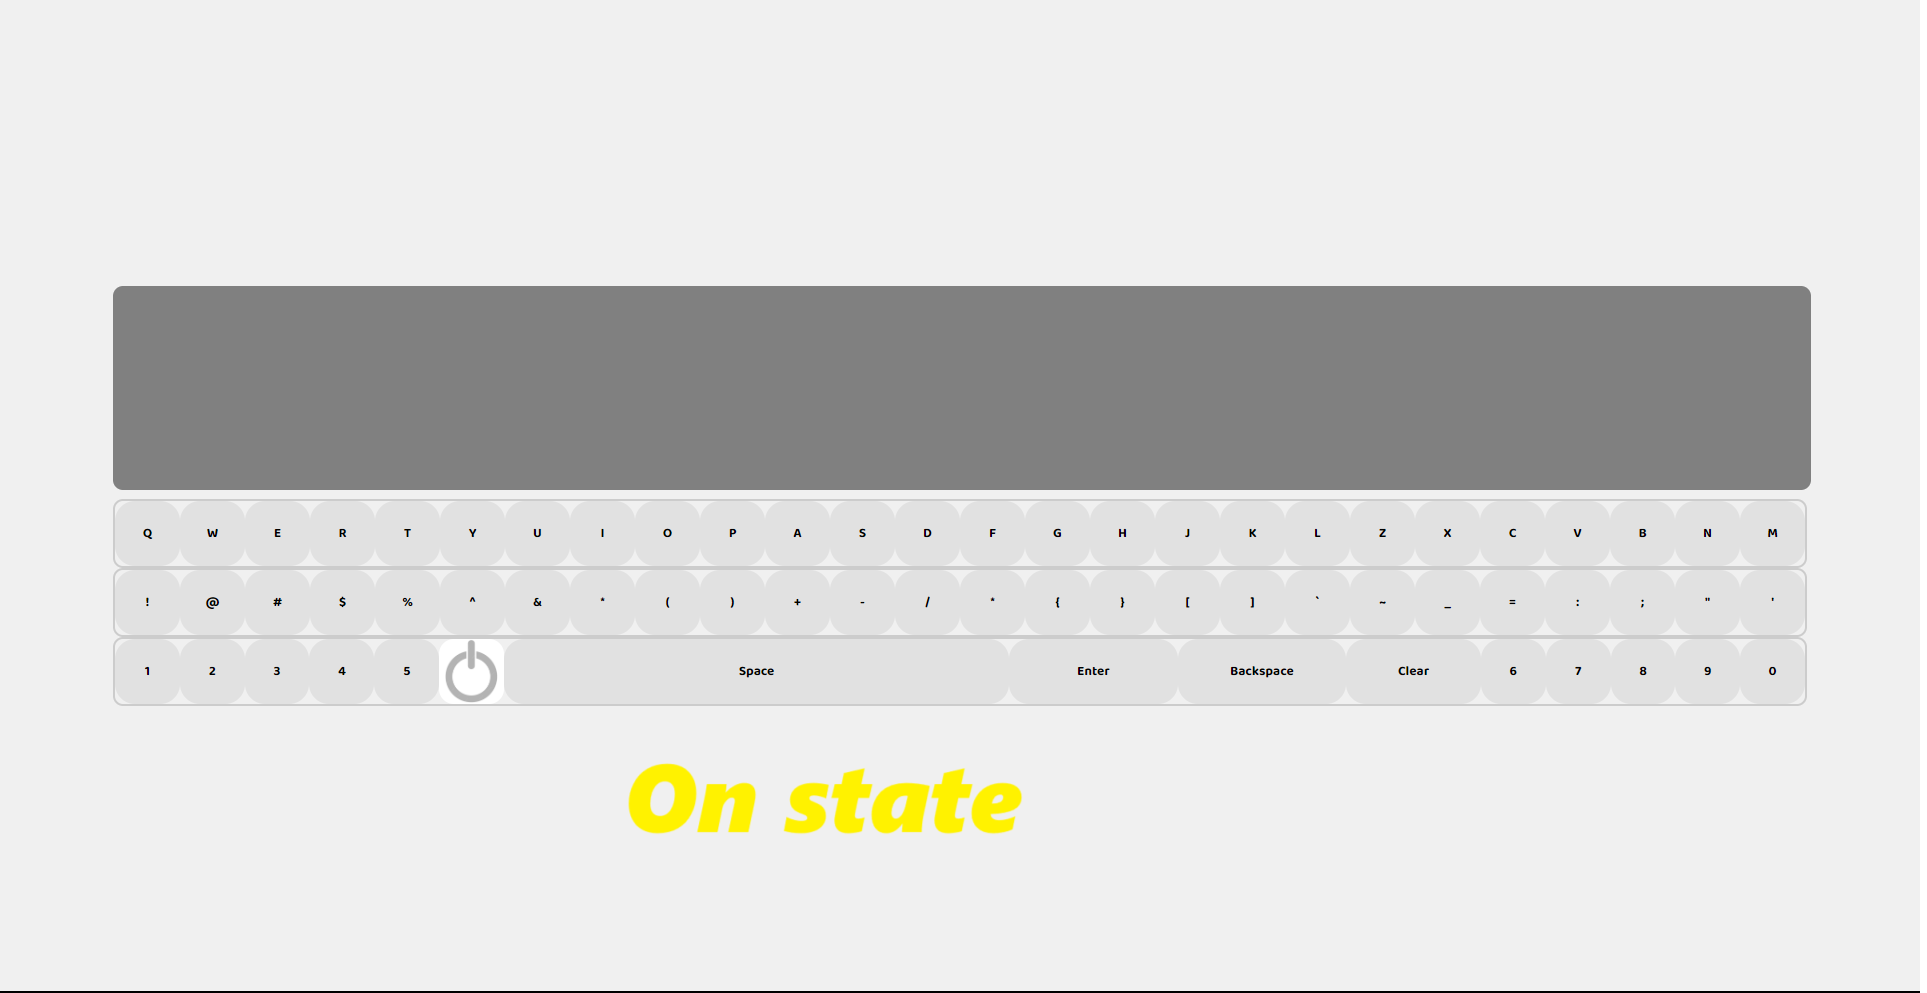 Q W E R T Y U I O P A S D F G H J K L Z X C V B N M
! @ # $ % ^ & * ( ) + - / * { } [ ] ` ~ _ = : ; " '
1 2 3 4 5 Space Enter Backspace Clear 6 7 8 9 0
On state